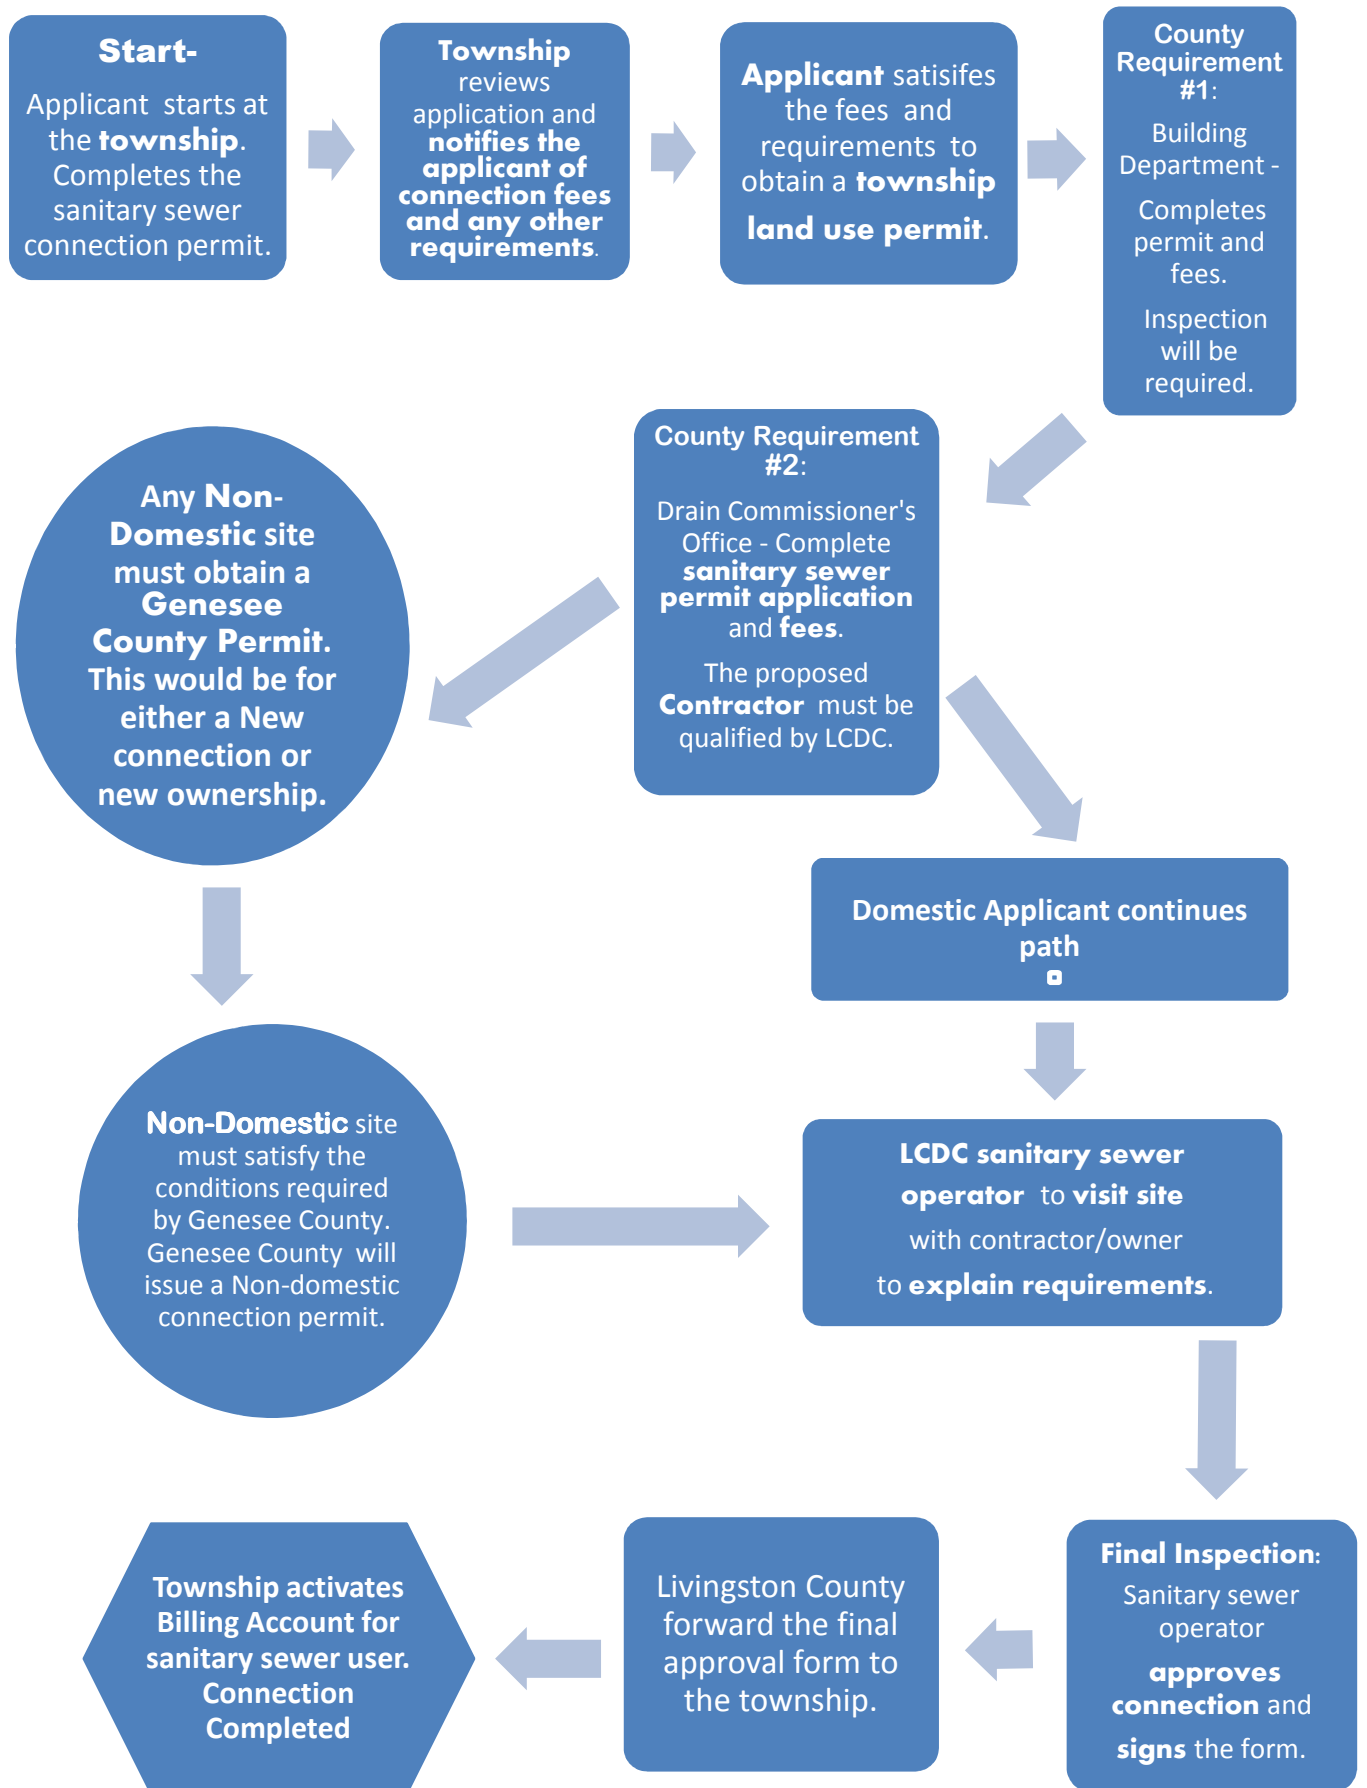 Start-
Applicant starts at
the township.
Completes the
sanitary sewer
connection permit.
Township
reviews
application and
notifies the
applicant of
connection fees
and any other
requirements.
Applicant satisifes
the fees and
requirements to
obtain a township
land use permit.
County
Requirement
#1:
Building
Department -
Completes
permit and
fees.
Inspection
will be
required.
County Requirement
#2:
Drain Commissioner's
Office - Complete
sanitary sewer
permit application
and fees.
The proposed
Contractor must be
qualified by LCDC.
Any Non-
Domestic site
must obtain a
Genesee
County Permit.
This would be for
either a New
connection or
new ownership.
Domestic Applicant continues
path
Non-Domestic site
must satisfy the
conditions required
by Genesee County.
Genesee County will
issue a Non-domestic
connection permit.
LCDC sanitary sewer
operator to visit site
with contractor/owner
to explain requirements.
Final Inspection:
Sanitary sewer
operator
approves
connection and
signs the form.
Livingston County
forward the final
approval form to
the township.
Township activates
Billing Account for
sanitary sewer user.
Connection
Completed